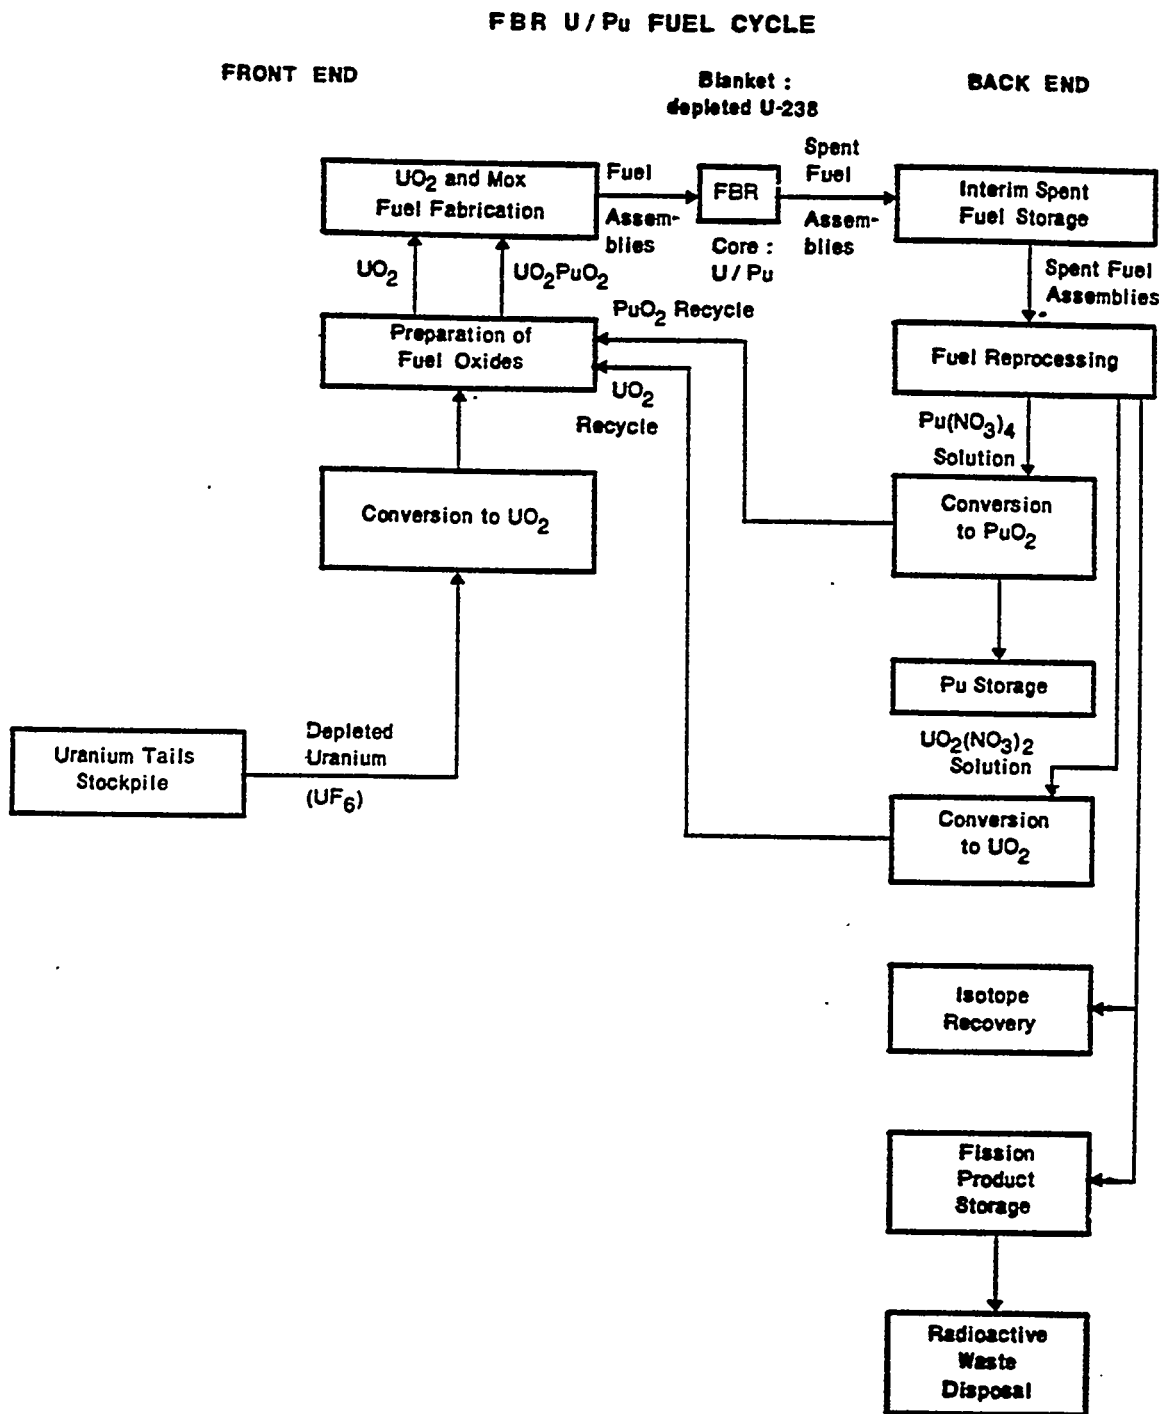 FBR U/Pu FUEL CYCLE
FRONT END
Blanket :
depleted U-238
BACK END
UO2 and Mox
Fuel Fabrication
Fuel
Assem-
blies
FBR
Core :
U / Pu
Spent
Fuel
Assem-
blies
Interim Spent
Fuel Storage
UO2
UO2PuO2
Spent Fuel
Assemblies
PuO2 Recycle
Preparation of
Fuel Oxides
UO2
Recycle
Fuel Reprocessing
Pu(NO3)4
Solution
Conversion to UO2
Conversion
to PuO2
Pu Storage
Uranium Tails
Stockpile
Depleted
Uranium
(UF6)
UO2(NO3)2
Solution
Conversion
to UO2
Isotope
Recovery
Fission
Product
Storage
Radioactive
Waste
Disposal